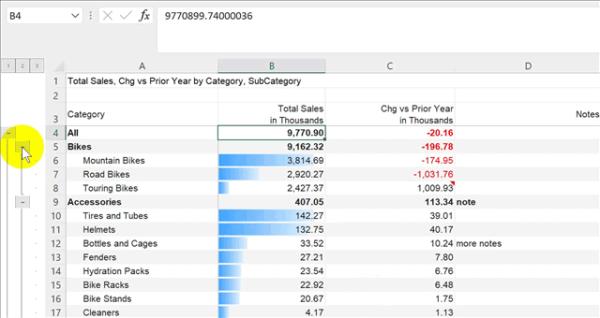 B4 fx 9770899.74000036
1 2 3 A B C D
1 Total Sales, Chg vs Prior Year by Category, SubCategory
2
3 Category Total Sales in Thousands Chg vs Prior Year in Thousands Notes
4 All 9,770.90 -20.16
5 Bikes 9,162.32 -196.78
6 Mountain Bikes 3,814.69 -174.95
7 Road Bikes 2,920.27 -1,031.76
8 Touring Bikes 2,427.37 1,009.93
9 Accessories 407.05 113.34 note
10 Tires and Tubes 142.27 39.01
11 Helmets 132.75 40.17
12 Bottles and Cages 33.52 10.24 more notes
13 Fenders 27.21 7.80
14 Hydration Packs 23.54 6.76
15 Bike Racks 22.92 6.48
16 Bike Stands 20.67 1.75
17 Cleaners 4.17 1.13